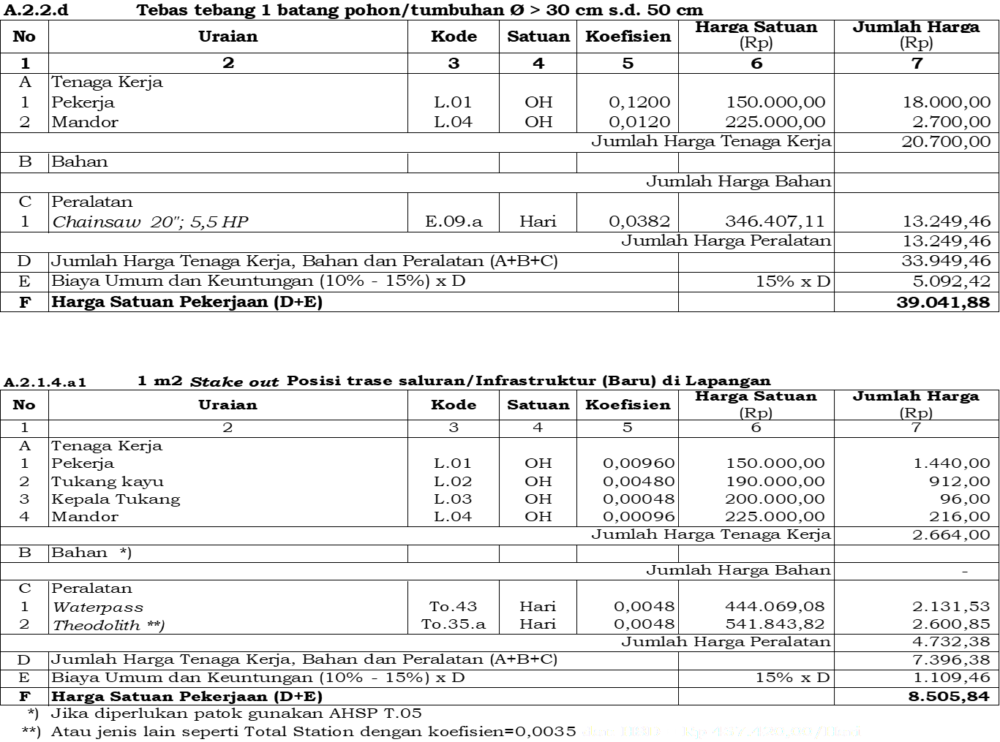 A.2.2.d Tebas tebang 1 batang pohon/tumbuhan Ø > 30 cm s.d. 50 cm
No Uraian Kode Satuan Koefisien Harga Satuan (Rp) Jumlah Harga (Rp)
1 2 3 4 5 6 7
A Tenaga Kerja
1 Pekerja L.01 OH 0,1200 150.000,00 18.000,00
2 Mandor L.04 OH 0,0120 225.000,00 2.700,00
Jumlah Harga Tenaga Kerja 20.700,00
B Bahan
Jumlah Harga Bahan
C Peralatan
1 Chainsaw 20"; 5,5 HP E.09.a Hari 0,0382 346.407,11 13.249,46
Jumlah Harga Peralatan 13.249,46
D Jumlah Harga Tenaga Kerja, Bahan dan Peralatan (A+B+C) 33.949,46
E Biaya Umum dan Keuntungan (10% - 15%) x D 15% x D 5.092,42
F Harga Satuan Pekerjaan (D+E) 39.041,88
A.2.1.4.a1 1 m2 Stake out Posisi trase saluran/Infrastruktur (Baru) di Lapangan
No Uraian Kode Satuan Koefisien Harga Satuan (Rp) Jumlah Harga (Rp)
1 2 3 4 5 6 7
A Tenaga Kerja
1 Pekerja L.01 OH 0,00960 150.000,00 1.440,00
2 Tukang kayu L.02 OH 0,00480 190.000,00 912,00
3 Kepala Tukang L.03 OH 0,00048 200.000,00 96,00
4 Mandor L.04 OH 0,00096 225.000,00 216,00
Jumlah Harga Tenaga Kerja 2.664,00
B Bahan *)
Jumlah Harga Bahan -
C Peralatan
1 Waterpass To.43 Hari 0,0048 444.069,08 2.131,53
2 Theodolith **) To.35.a Hari 0,0048 541.843,82 2.600,85
Jumlah Harga Peralatan 4.732,38
D Jumlah Harga Tenaga Kerja, Bahan dan Peralatan (A+B+C) 7.396,38
E Biaya Umum dan Keuntungan (10% - 15%) x D 15% x D 1.109,46
F Harga Satuan Pekerjaan (D+E) 8.505,84
*) Jika diperlukan patok gunakan AHSP T.05
**) Atau jenis lain seperti Total Station dengan koefisien=0,0035